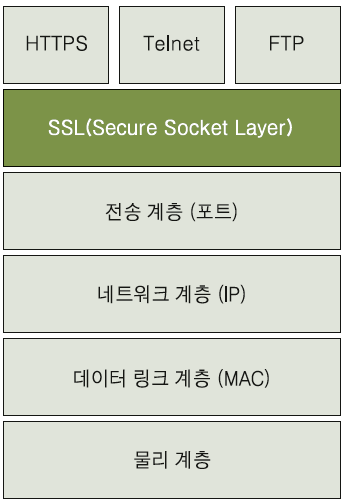 HTTPS Telnet FTP
SSL(Secure Socket Layer)
전송 계층 (포트)
네트워크 계층 (IP)
데이터 링크 계층 (MAC)
물리 계층